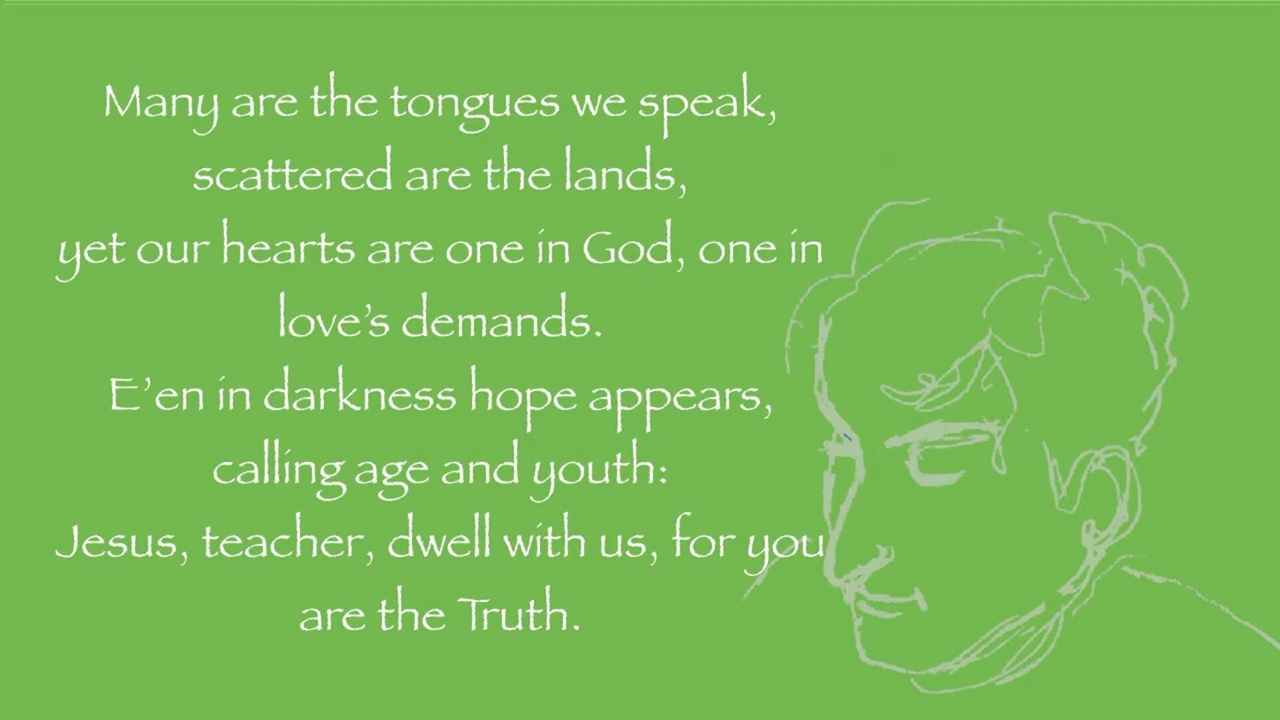 Many are the tongues we speak,
scattered are the lands,
yet our hearts are one in God, one in
love's demands.
E'en in darkness hope appears,
calling age and youth:
Jesus, teacher, dwell with us, for you
are the Truth.